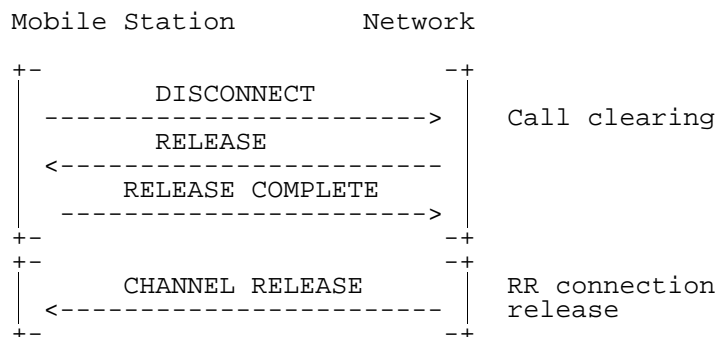 Mobile Station Network
DISCONNECT
Call clearing
RELEASE
RELEASE COMPLETE
CHANNEL RELEASE
RR connection
release